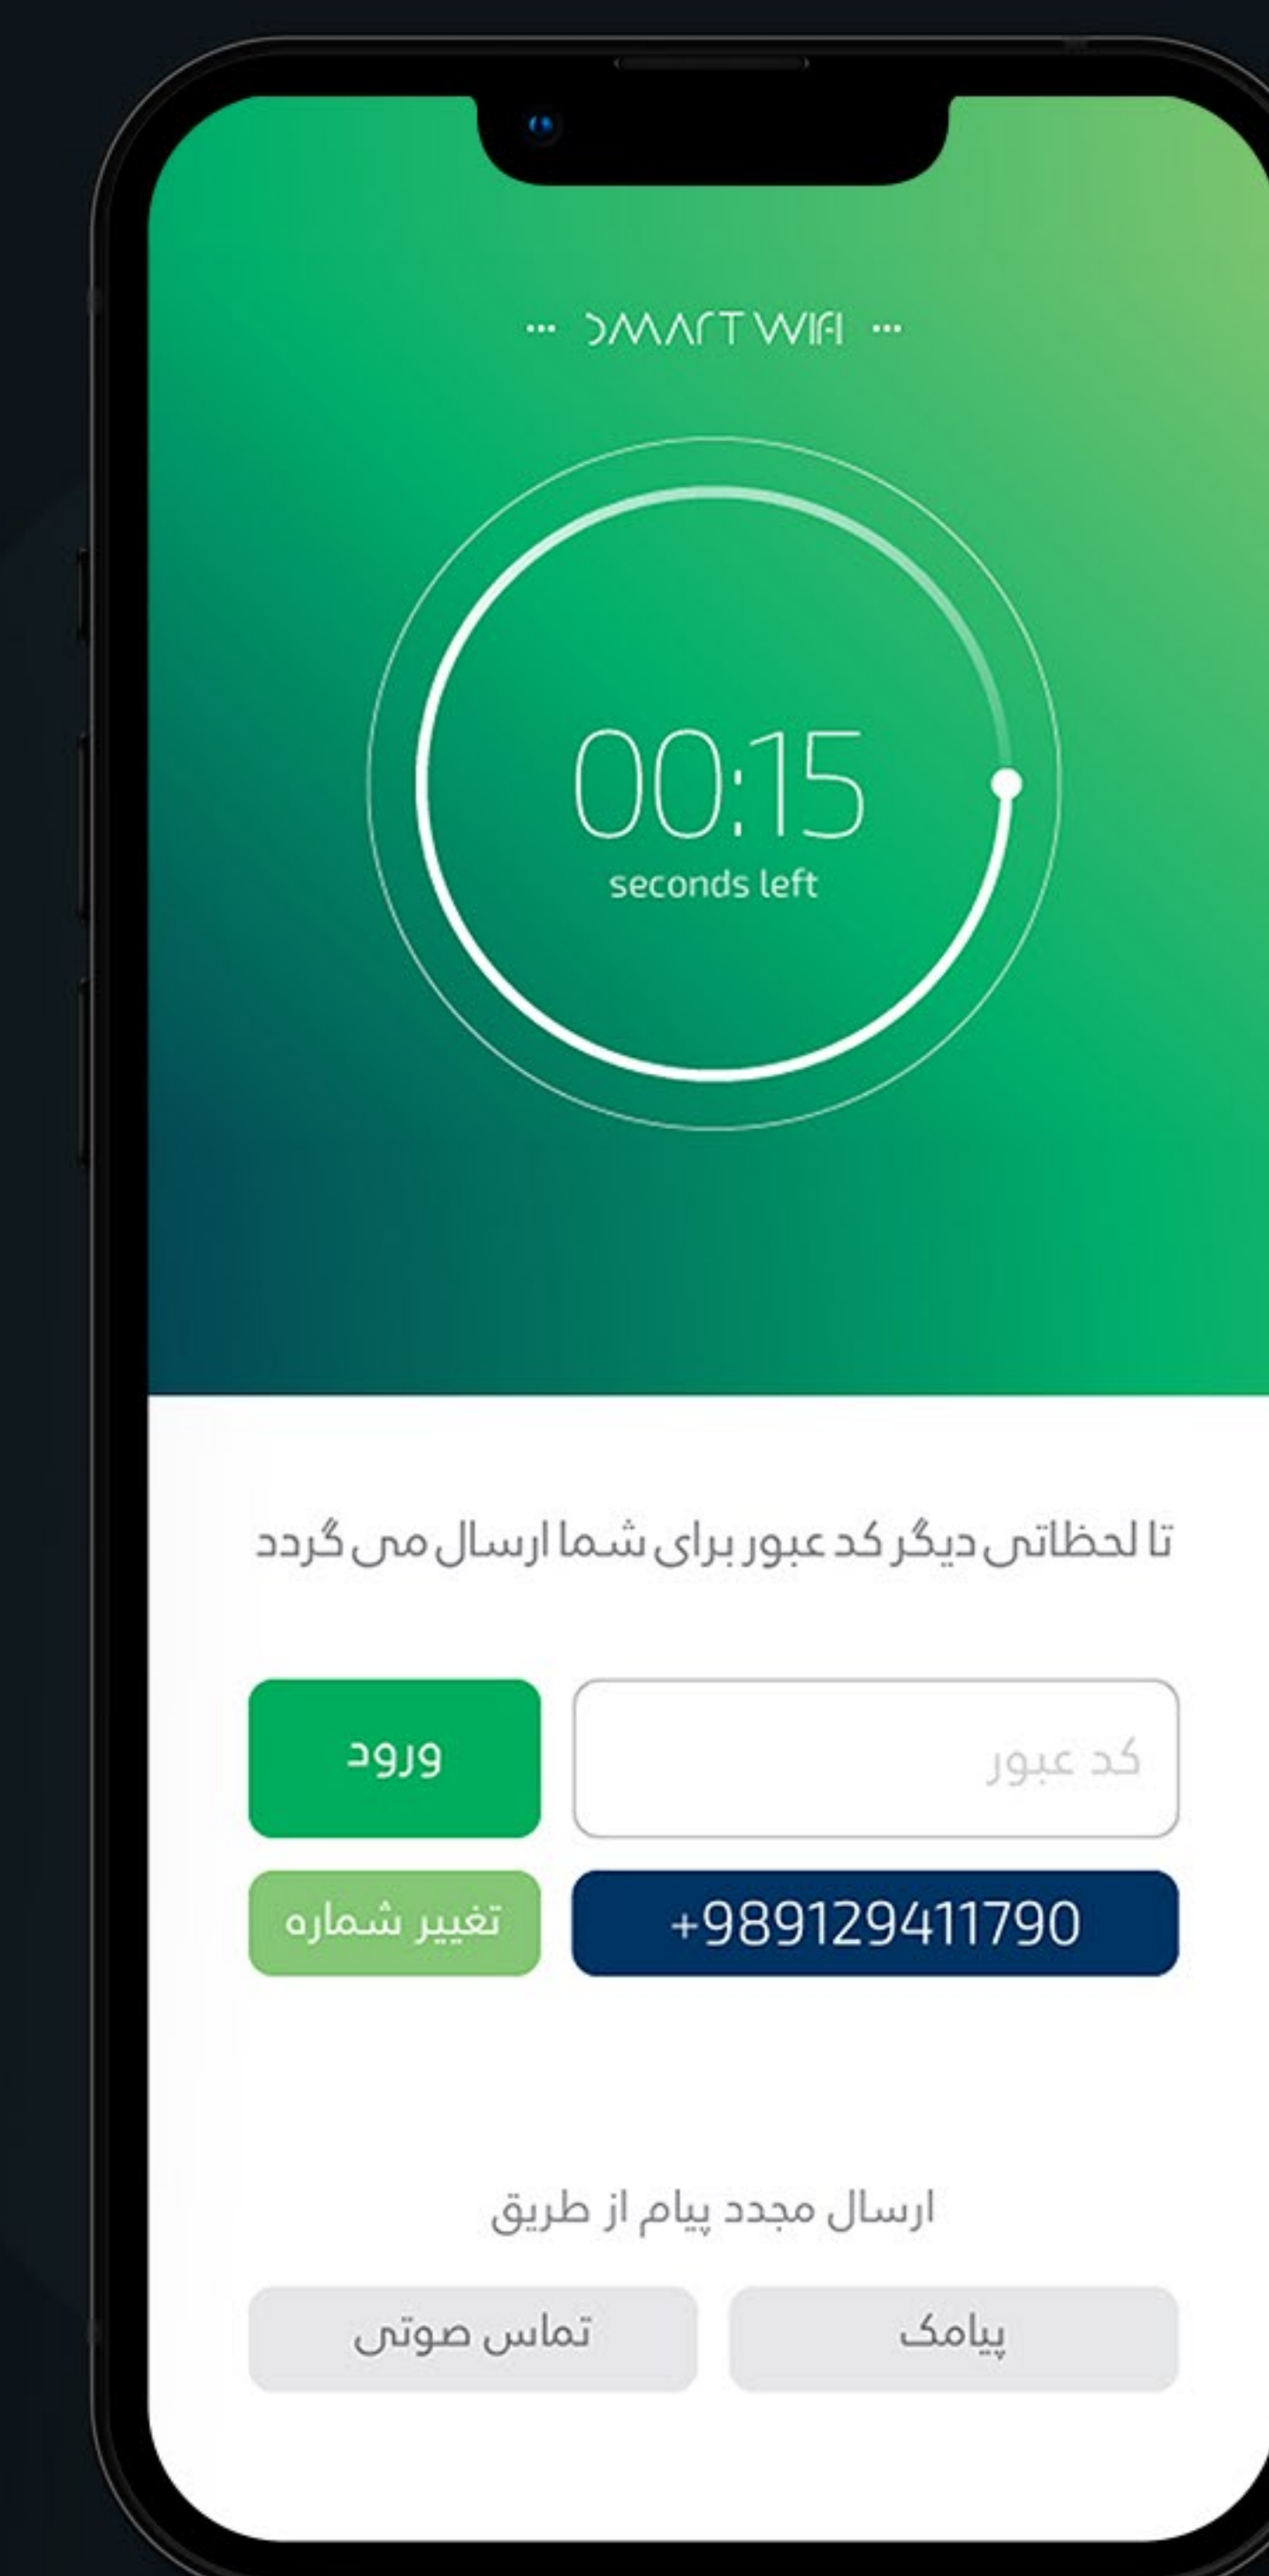 ••• SMART WIFI •••
00:15
seconds left
تا لحظاتی دیگر کد عبور برای شما ارسال می گردد
کد عبور
ورود
+989129411790
تغییر شماره
ارسال مجدد پیام از طریق
پیامک
تماس صوتی